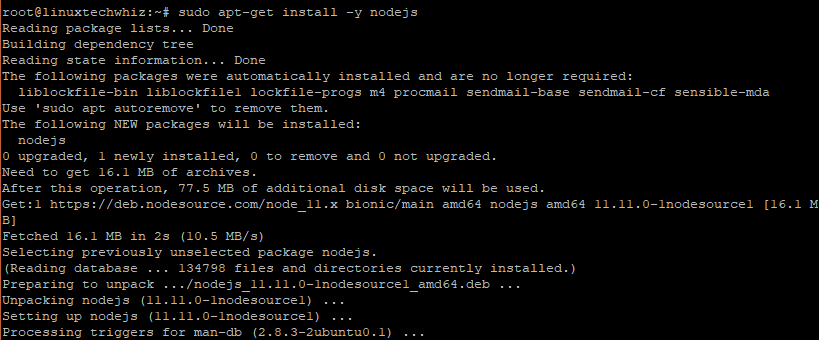 root@linuxtechwhiz:~# sudo apt-get install -y nodejs
Reading package lists... Done
Building dependency tree
Reading state information... Done
The following packages were automatically installed and are no longer required:
  liblockfile-bin liblockfile1 lockfile-progs m4 procmail sendmail-base sendmail-cf sensible-mda
Use 'sudo apt autoremove' to remove them.
The following NEW packages will be installed:
  nodejs
0 upgraded, 1 newly installed, 0 to remove and 0 not upgraded.
Need to get 16.1 MB of archives.
After this operation, 77.5 MB of additional disk space will be used.
Get:1 https://deb.nodesource.com/node_11.x bionic/main amd64 nodejs amd64 11.11.0-1nodesource1 [16.1 M
B]
Fetched 16.1 MB in 2s (10.5 MB/s)
Selecting previously unselected package nodejs.
(Reading database ... 134798 files and directories currently installed.)
Preparing to unpack .../nodejs_11.11.0-1nodesource1_amd64.deb ...
Unpacking nodejs (11.11.0-1nodesource1) ...
Setting up nodejs (11.11.0-1nodesource1) ...
Processing triggers for man-db (2.8.3-2ubuntu0.1) ...